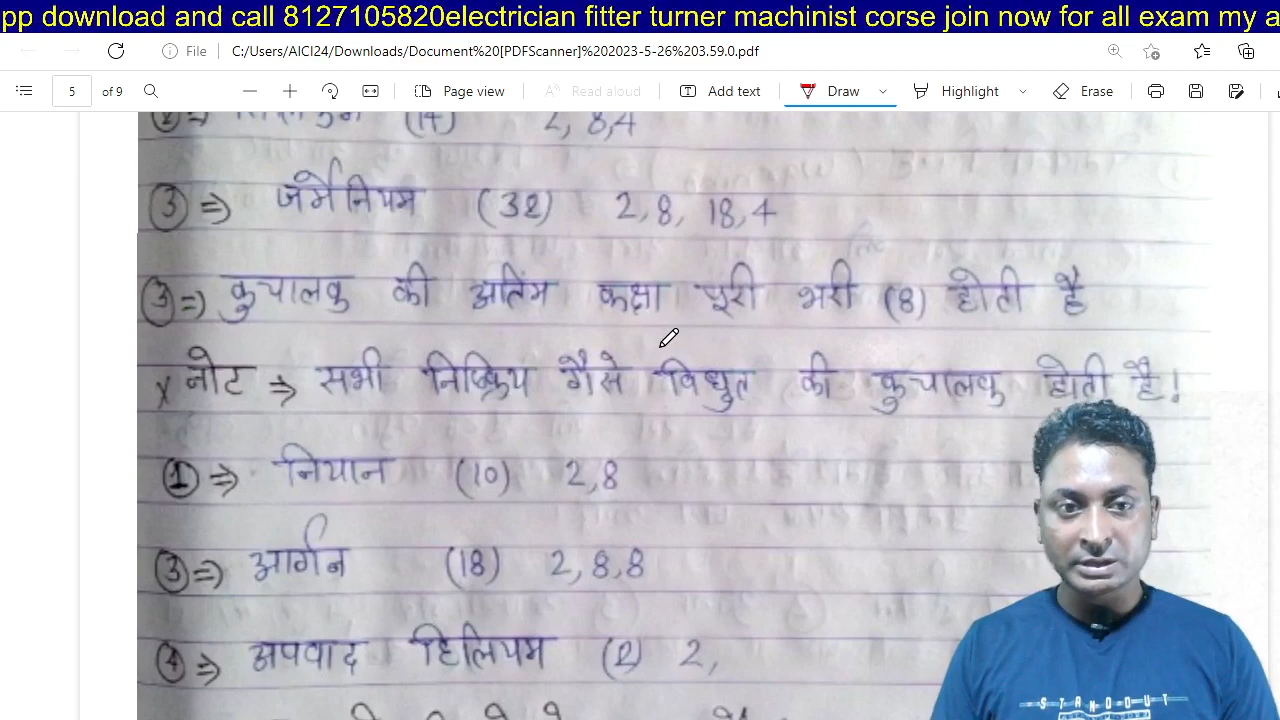 pp download and call 8127105820electrician fitter turner machinist corse join now for all exam my a
File C:/Users/AICI24/Downloads/Document%20[PDFScanner]%202023-5-26%203.59.0.pdf
5 of 9 Page view Read aloud Add text Draw Highlight Erase
(14) 2, 8,4
③ ⇒ जर्मेनियम (32) 2, 8, 18, 4
③ ⇒ कुचालक की अतिंम कक्षा पूरी भरी (8) होती है
x नोट ⇒ सभी निष्क्रिय गैसे विधुत की कुचालक होती है!
① ⇒ नियान (10) 2,8
③ ⇒ आर्गन (18) 2,8,8
④ ⇒ अपवाद हिलियम (2) 2,
STANDOUT